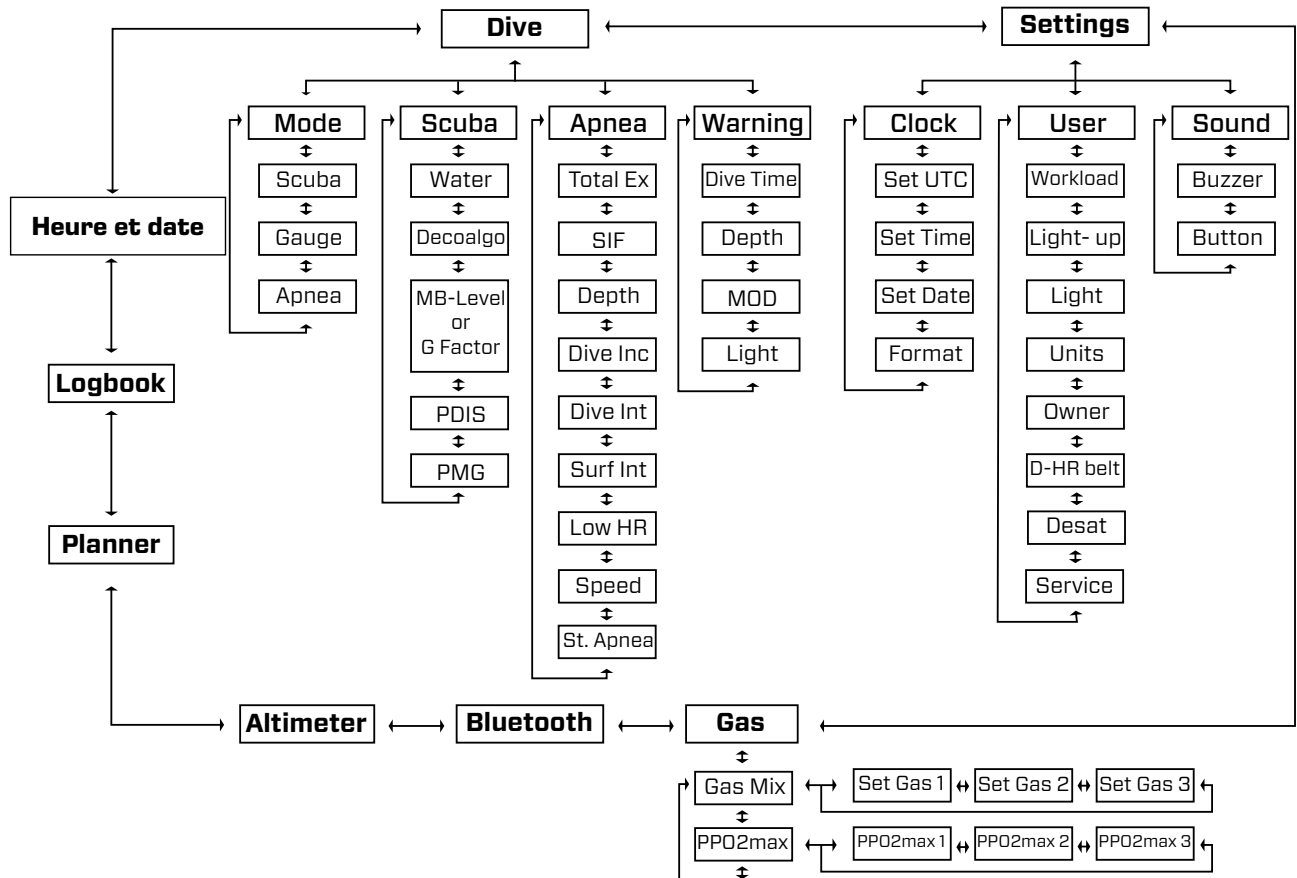 Dive
Settings
Mode
Scuba
Gauge
Apnea
Scuba
Water
Decoalgo
MB-Level
or
G Factor
PDIS
PMG
Apnea
Total Ex
SIF
Depth
Dive Inc
Dive Int
Surf Int
Low HR
Speed
St. Apnea
Warning
Dive Time
Depth
MOD
Light
Clock
Set UTC
Set Time
Set Date
Format
User
Workload
Light- up
Light
Units
Owner
D-HR belt
Desat
Service
Sound
Buzzer
Button
Heure et date
Logbook
Planner
Altimeter
Bluetooth
Gas
Gas Mix
Set Gas 1
Set Gas 2
Set Gas 3
PPO2max
PPO2max 1
PPO2max 2
PPO2max 3